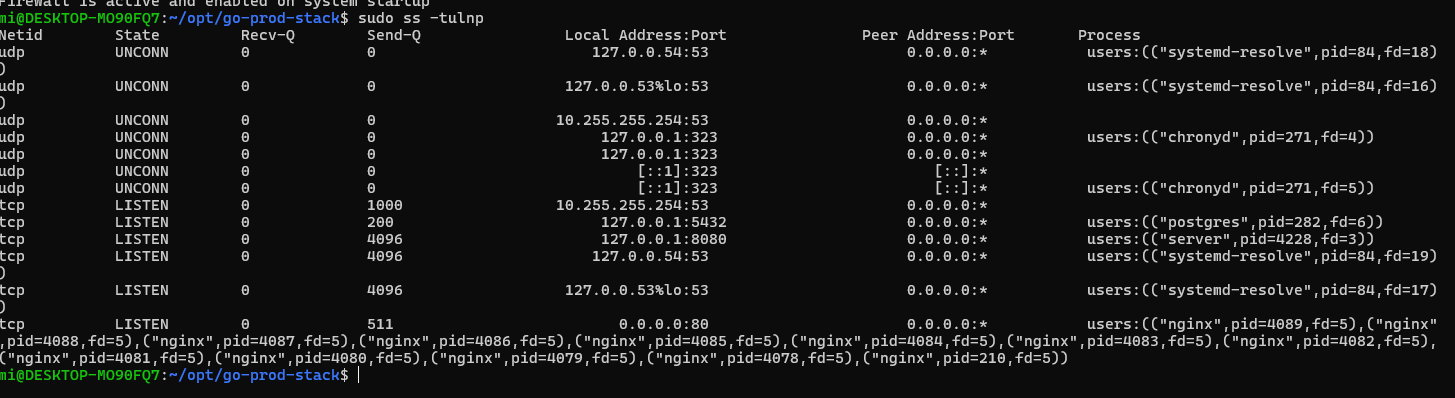 FireWall is active and enabled on system startup
mi@DESKTOP-MO90FQ7:~/opt/go-prod-stack$ sudo ss -tulnp
Netid State Recv-Q Send-Q Local Address:Port Peer Address:Port Process
udp UNCONN 0 0 127.0.0.54:53 0.0.0.0:* users:(("systemd-resolve",pid=84,fd=18)
)
udp UNCONN 0 0 127.0.0.53%lo:53 0.0.0.0:* users:(("systemd-resolve",pid=84,fd=16)
)
udp UNCONN 0 0 10.255.255.254:53 0.0.0.0:*
udp UNCONN 0 0 127.0.0.1:323 0.0.0.0:* users:(("chronyd",pid=271,fd=4))
udp UNCONN 0 0 127.0.0.1:323 0.0.0.0:*
udp UNCONN 0 0 [::1]:323 [::]:*
udp UNCONN 0 0 [::1]:323 [::]:* users:(("chronyd",pid=271,fd=5))
tcp LISTEN 0 1000 10.255.255.254:53 0.0.0.0:*
tcp LISTEN 0 200 127.0.0.1:5432 0.0.0.0:* users:(("postgres",pid=282,fd=6))
tcp LISTEN 0 4096 127.0.0.1:8080 0.0.0.0:* users:(("server",pid=4228,fd=3))
tcp LISTEN 0 4096 127.0.0.54:53 0.0.0.0:* users:(("systemd-resolve",pid=84,fd=19)
)
tcp LISTEN 0 4096 127.0.0.53%lo:53 0.0.0.0:* users:(("systemd-resolve",pid=84,fd=17)
)
tcp LISTEN 0 511 0.0.0.0:80 0.0.0.0:* users:(("nginx",pid=4089,fd=5),("nginx"
,pid=4088,fd=5),("nginx",pid=4087,fd=5),("nginx",pid=4086,fd=5),("nginx",pid=4085,fd=5),("nginx",pid=4084,fd=5),("nginx",pid=4083,fd=5),("nginx",pid=4082,fd=5),
("nginx",pid=4081,fd=5),("nginx",pid=4080,fd=5),("nginx",pid=4079,fd=5),("nginx",pid=4078,fd=5),("nginx",pid=210,fd=5))
mi@DESKTOP-MO90FQ7:~/opt/go-prod-stack$